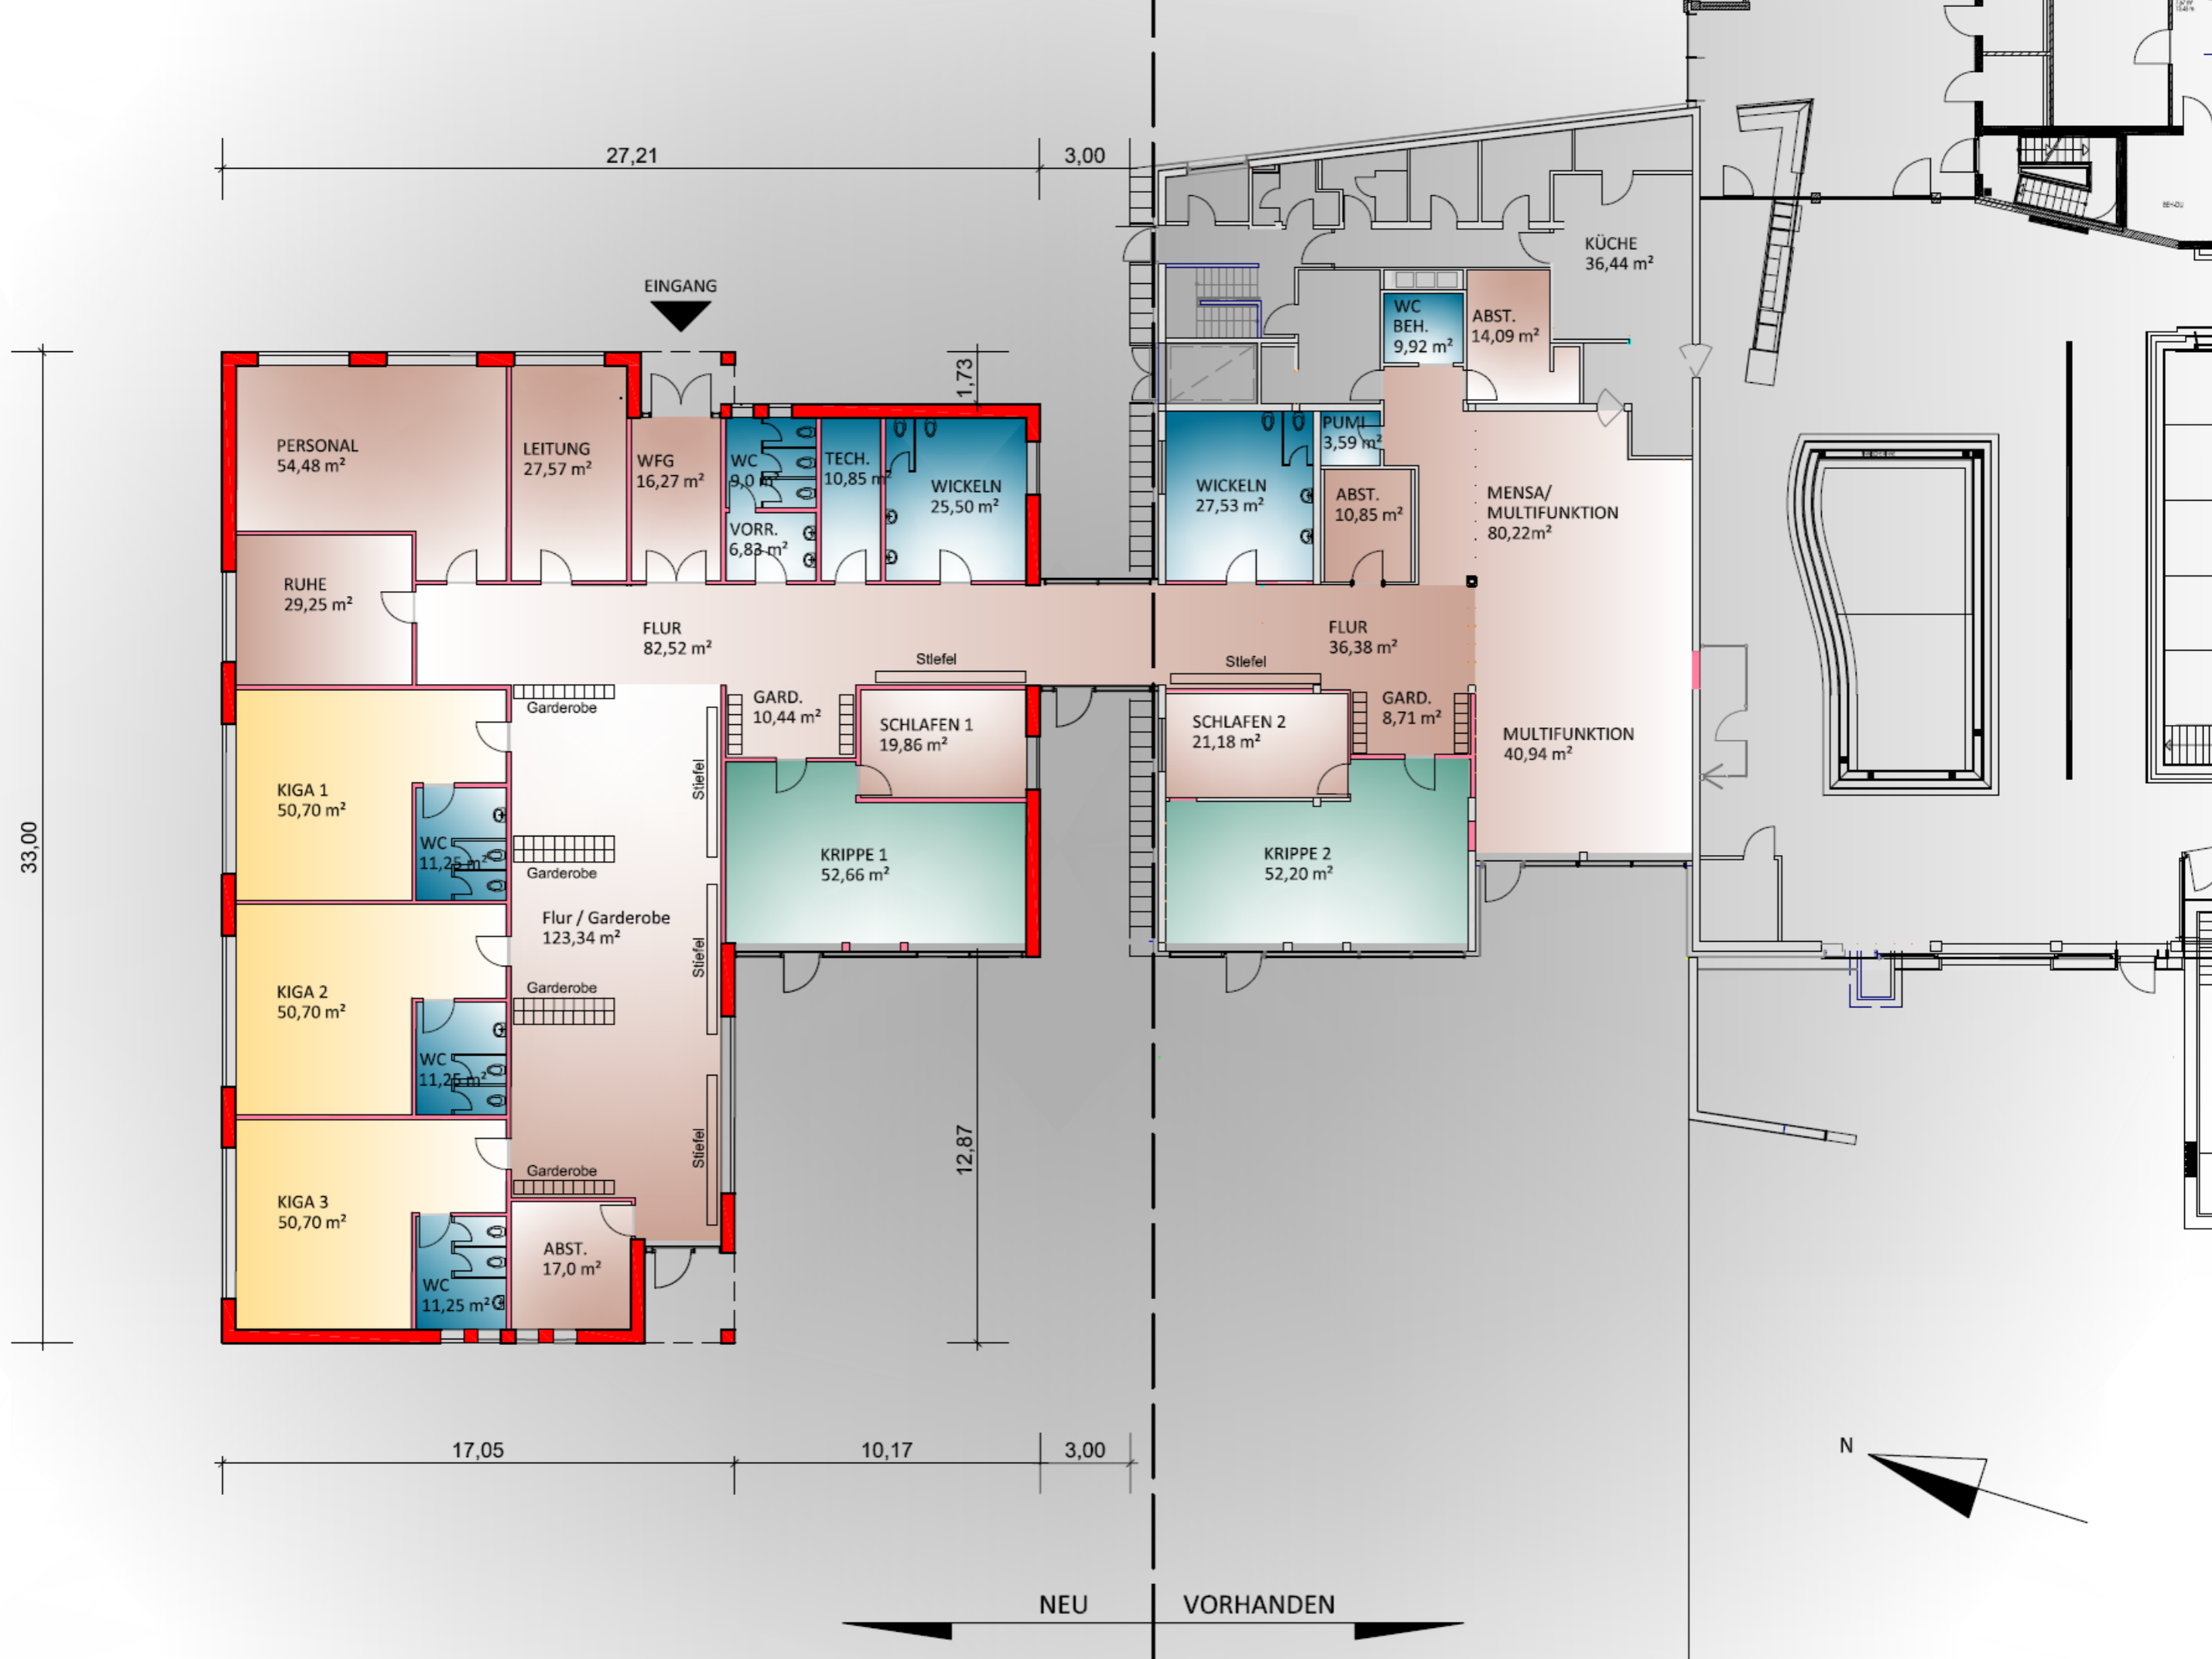 27,21
3,00
EINGANG
1,73
33,00
PERSONAL
54,48 m²
LEITUNG
27,57 m²
WFG
16,27 m²
WC
9,0 m²
VORR.
6,83 m²
TECH.
10,85 m²
WICKELN
25,50 m²
RUHE
29,25 m²
FLUR
82,52 m²
Stiefel
Garderobe
GARD.
10,44 m²
SCHLAFEN 1
19,86 m²
KIGA 1
50,70 m²
WC
11,25 m²
Stiefel
Garderobe
KRIPPE 1
52,66 m²
Flur / Garderobe
123,34 m²
Stiefel
KIGA 2
50,70 m²
Garderobe
WC
11,25 m²
Stiefel
Garderobe
KIGA 3
50,70 m²
WC
11,25 m²
ABST.
17,0 m²
12,87
KÜCHE
36,44 m²
WC
BEH.
9,92 m²
ABST.
14,09 m²
PUMI
3,59 m²
WICKELN
27,53 m²
ABST.
10,85 m²
MENSA/
MULTIFUNKTION
80,22m²
FLUR
36,38 m²
Stiefel
SCHLAFEN 2
21,18 m²
GARD.
8,71 m²
MULTIFUNKTION
40,94 m²
KRIPPE 2
52,20 m²
BEH-DU
17,05
10,17
3,00
N
NEU
VORHANDEN